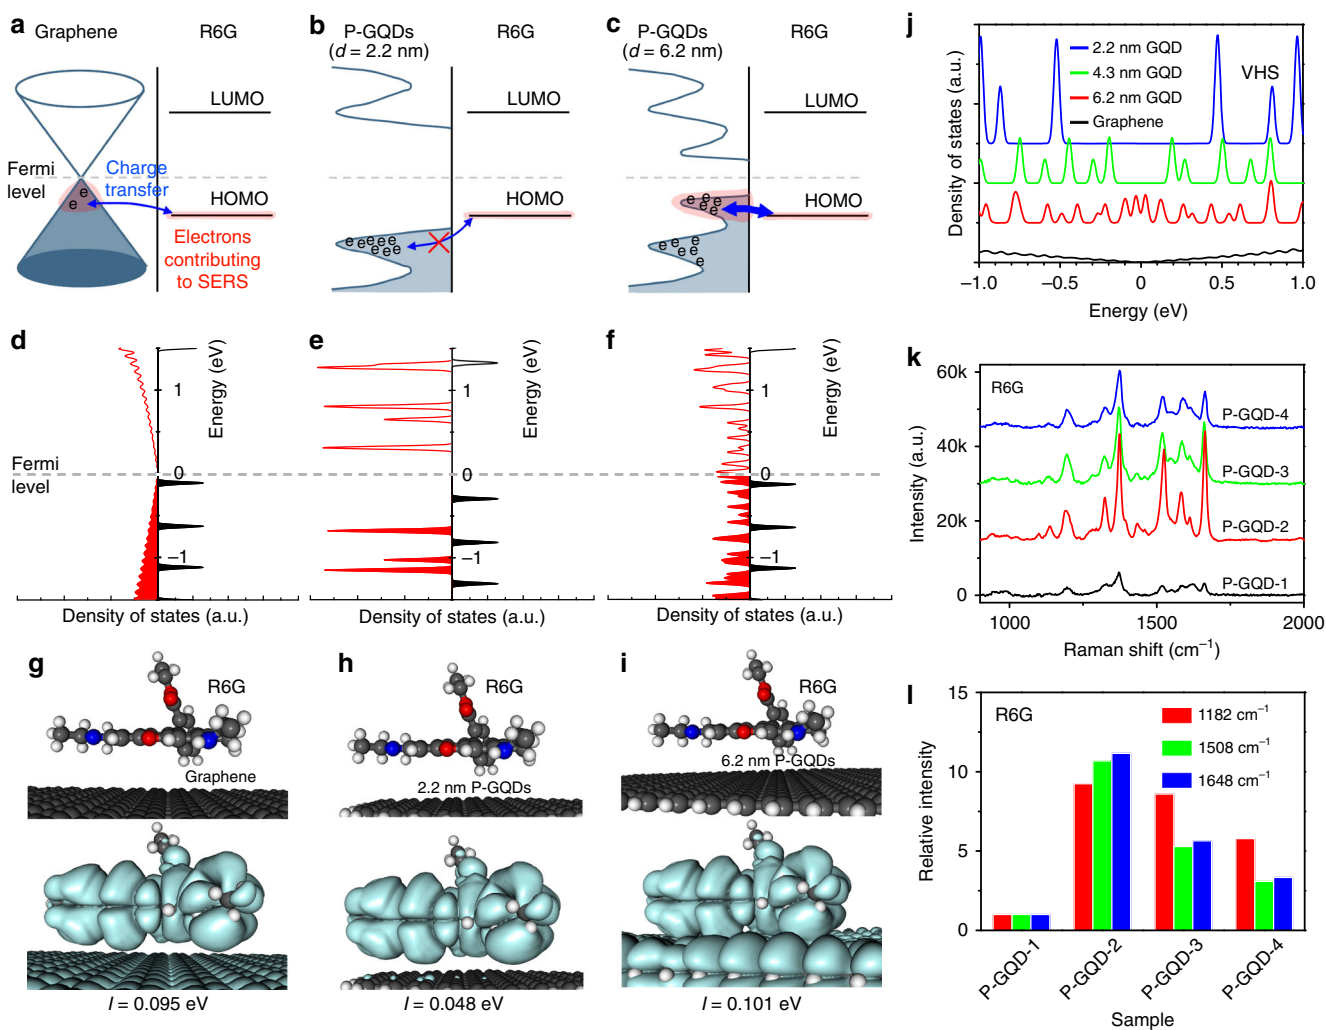 a
Graphene
R6G
LUMO
Fermi
level
Charge
transfer
e
e
HOMO
Electrons
contributing
to SERS
b
P-GQDs
(d = 2.2 nm)
R6G
LUMO
HOMO
e e e e e
e e e
c
P-GQDs
(d = 6.2 nm)
R6G
LUMO
HOMO
e e e
e e
e e e
e
e
j
2.2 nm GQD
4.3 nm GQD
6.2 nm GQD
Graphene
VHS
Density of states (a.u.)
−1.0
−0.5
0
0.5
1.0
Energy (eV)
d
Energy (eV)
1
0
Fermi
level
−1
Density of states (a.u.)
e
Energy (eV)
1
0
−1
Density of states (a.u.)
f
Energy (eV)
1
0
−1
Density of states (a.u.)
k
R6G
60k
40k
20k
0
Intensity (a.u.)
P-GQD-4
P-GQD-3
P-GQD-2
P-GQD-1
1000
1500
2000
Raman shift (cm−1)
g
R6G
Graphene
I = 0.095 eV
h
R6G
2.2 nm P-GQDs
I = 0.048 eV
i
R6G
6.2 nm P-GQDs
I = 0.101 eV
l
R6G
1182 cm−1
1508 cm−1
1648 cm−1
15
10
5
0
Relative intensity
P-GQD-1
P-GQD-2
P-GQD-3
P-GQD-4
Sample